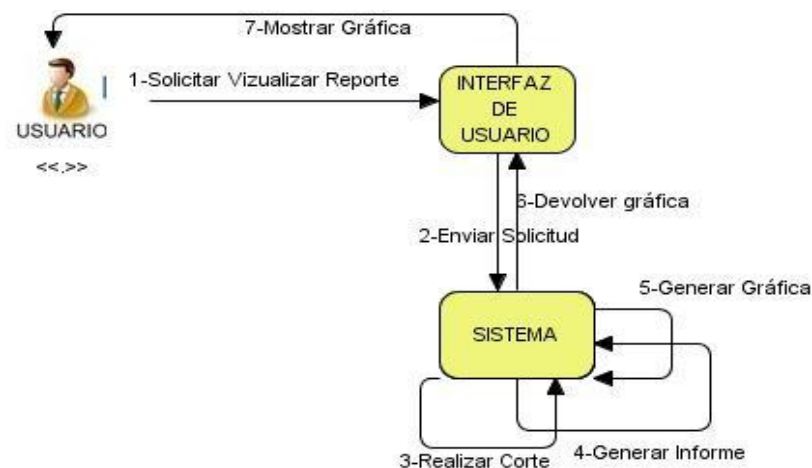 7-Mostrar Gráfica
1-Solicitar Vizualizar Reporte
INTERFAZ
DE
USUARIO
USUARIO
<<.>>
6-Devolver gráfica
2-Enviar Solicitud
5-Generar Gráfica
SISTEMA
4-Generar Informe
3-Realizar Corte